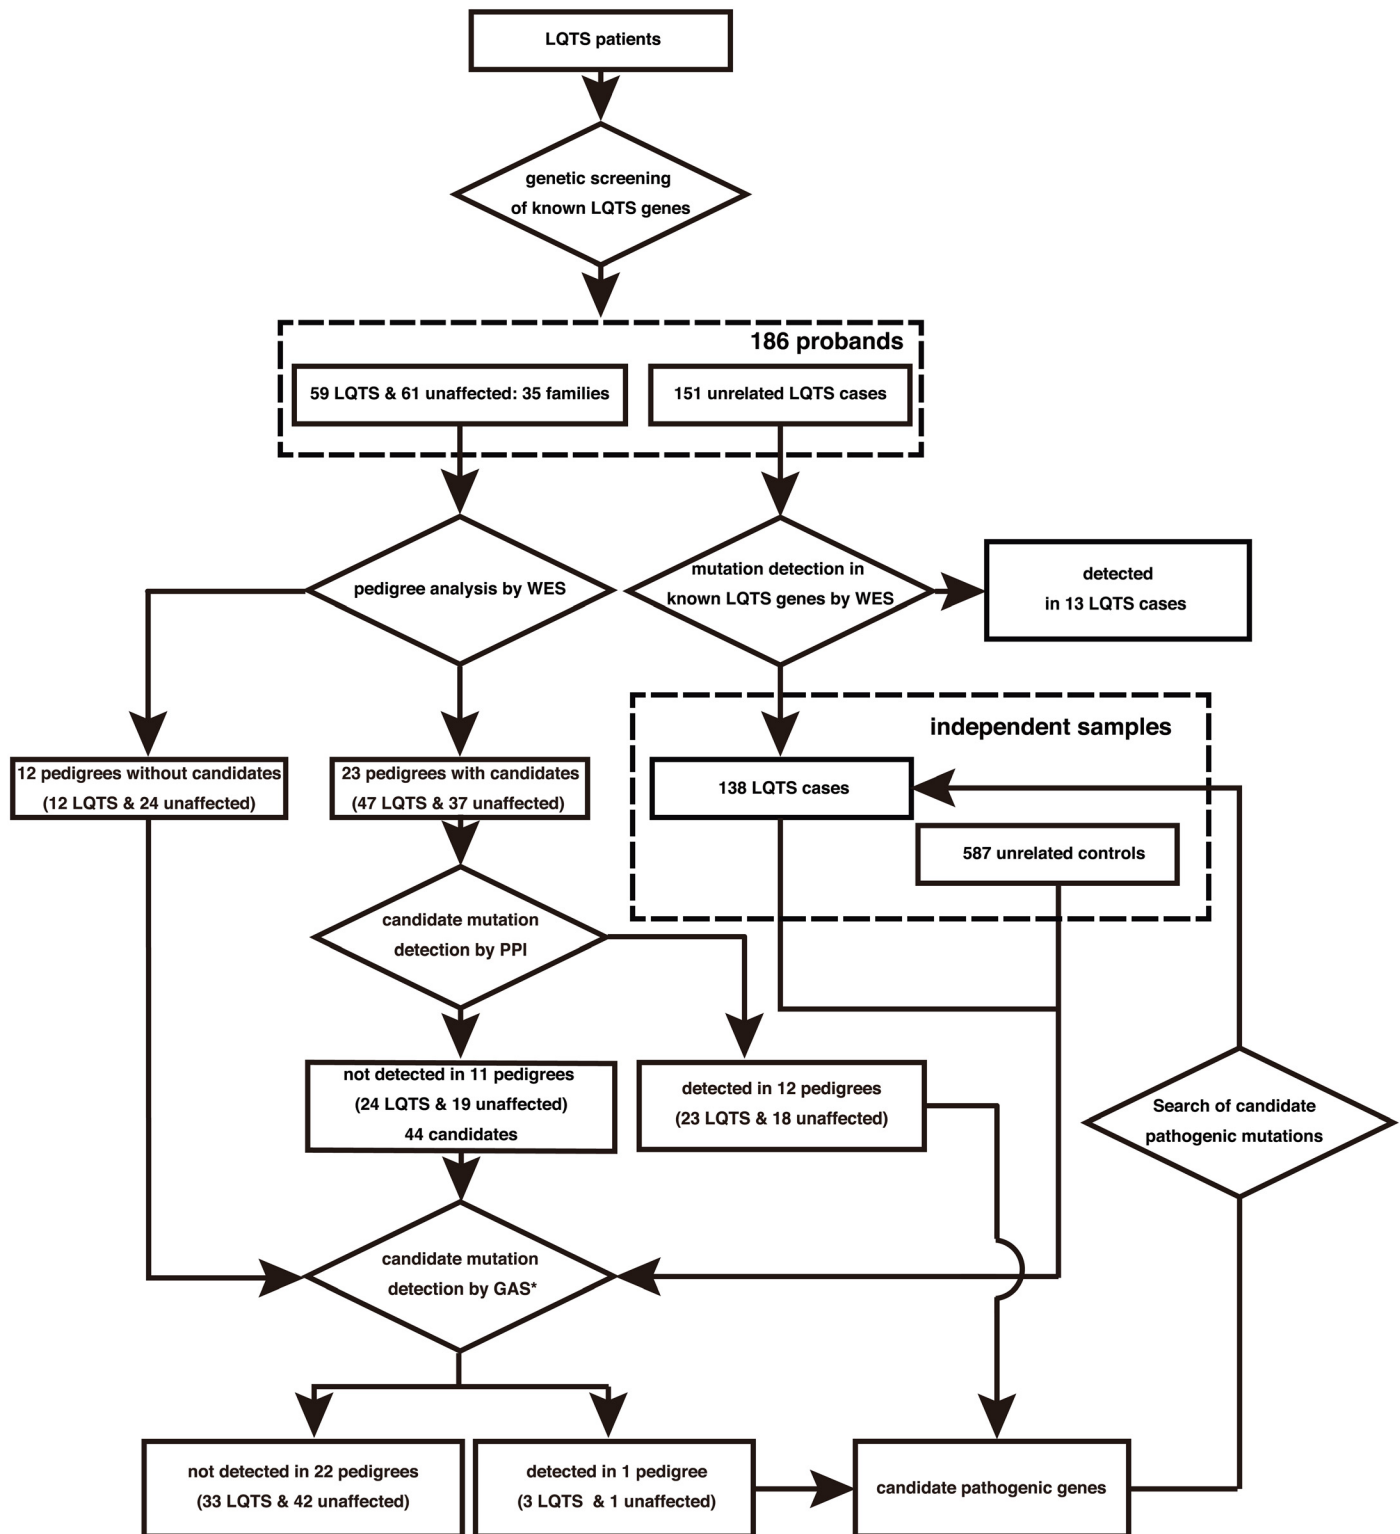 LQTS patients
genetic screening
of known LQTS genes
186 probands
59 LQTS & 61 unaffected: 35 families
151 unrelated LQTS cases
pedigree analysis by WES
mutation detection in
known LQTS genes by WES
detected
in 13 LQTS cases
independent samples
12 pedigrees without candidates
(12 LQTS & 24 unaffected)
23 pedigrees with candidates
(47 LQTS & 37 unaffected)
138 LQTS cases
587 unrelated controls
candidate mutation
detection by PPI
not detected in 11 pedigrees
(24 LQTS & 19 unaffected)
44 candidates
detected in 12 pedigrees
(23 LQTS & 18 unaffected)
Search of candidate
pathogenic mutations
candidate mutation
detection by GAS*
not detected in 22 pedigrees
(33 LQTS & 42 unaffected)
detected in 1 pedigree
(3 LQTS & 1 unaffected)
candidate pathogenic genes